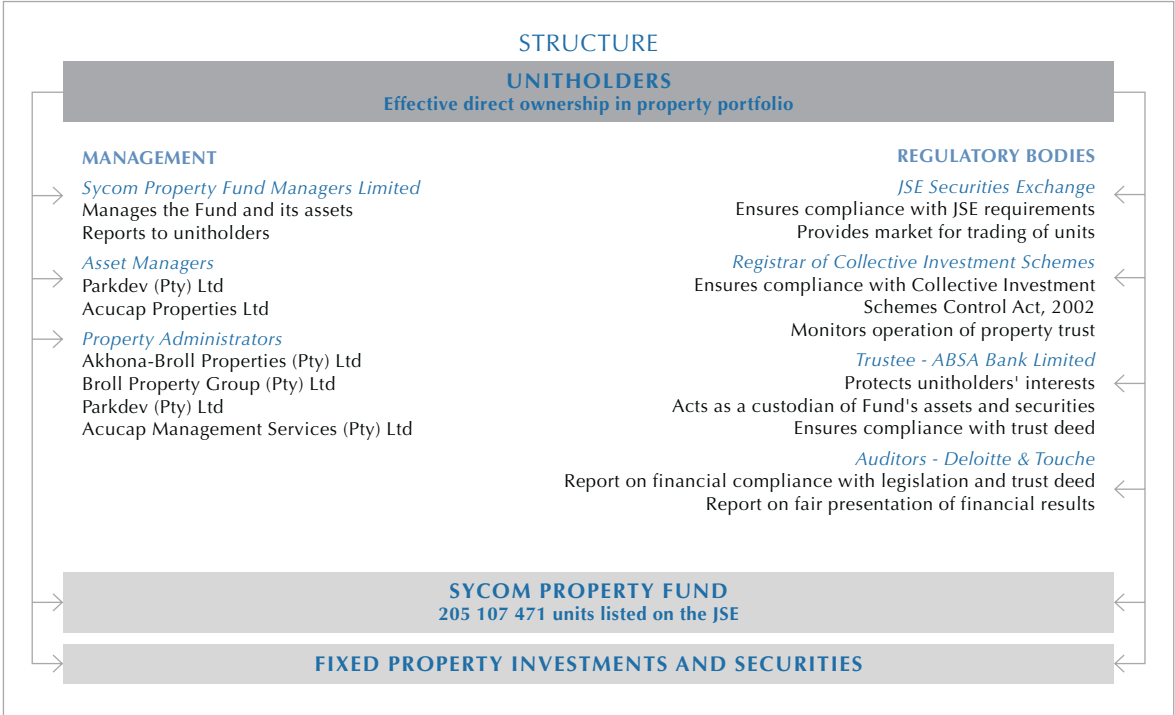 STRUCTURE
UNITHOLDERS
Effective direct ownership in property portfolio
MANAGEMENT
Sycom Property Fund Managers Limited
Manages the Fund and its assets
Reports to unitholders
Asset Managers
Parkdev (Pty) Ltd
Acucap Properties Ltd
Property Administrators
Akhona-Broll Properties (Pty) Ltd
Broll Property Group (Pty) Ltd
Parkdev (Pty) Ltd
Acucap Management Services (Pty) Ltd
REGULATORY BODIES
JSE Securities Exchange
Ensures compliance with JSE requirements
Provides market for trading of units
Registrar of Collective Investment Schemes
Ensures compliance with Collective Investment
Schemes Control Act, 2002
Monitors operation of property trust
Trustee - ABSA Bank Limited
Protects unitholders' interests
Acts as a custodian of Fund's assets and securities
Ensures compliance with trust deed
Auditors - Deloitte & Touche
Report on financial compliance with legislation and trust deed
Report on fair presentation of financial results
SYCOM PROPERTY FUND
205 107 471 units listed on the JSE
FIXED PROPERTY INVESTMENTS AND SECURITIES